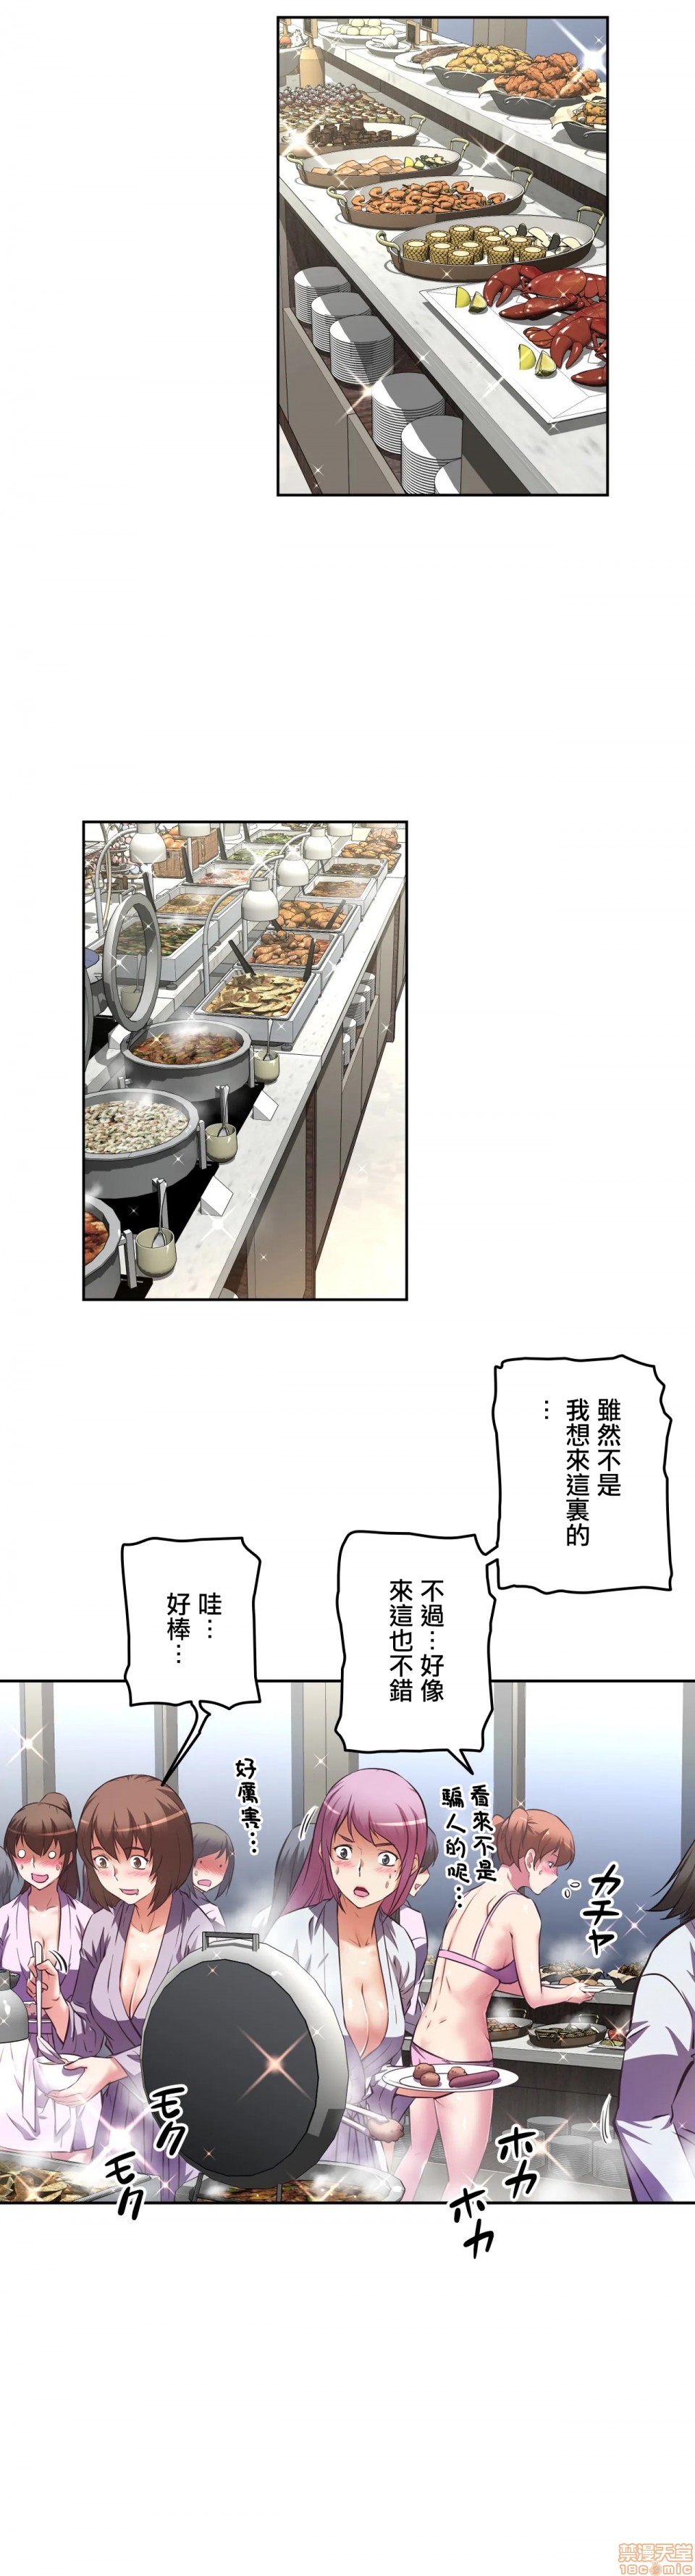 雖然不是
我想來這裏的
…
不過…好像
來這也不錯
哇…
好棒…
看來不是
騙人的呢…
好厲害…
カチャ
モク
モク
ホカ
ホカ
禁漫天堂
18comic